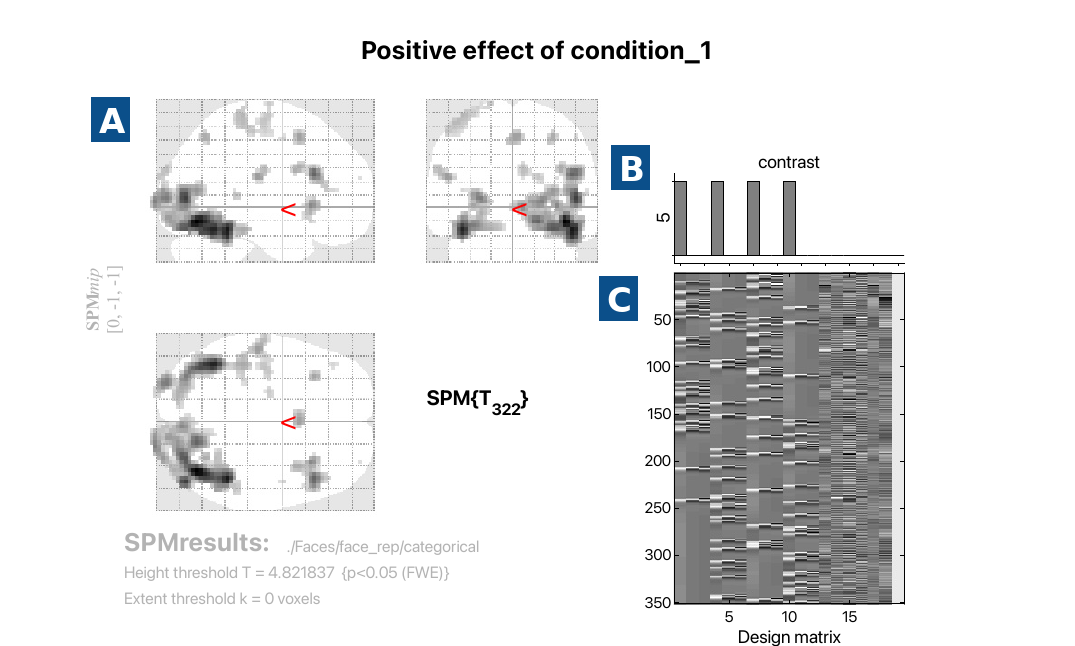 Positive effect of condition_1
A
B
contrast
5
<
<
SPMmip
[0, -1, -1]
C
50
100
150
200
250
300
350
5 10 15
Design matrix
<
SPM{T322}
SPMresults: ./Faces/face_rep/categorical
Height threshold T = 4.821837 {p<0.05 (FWE)}
Extent threshold k = 0 voxels